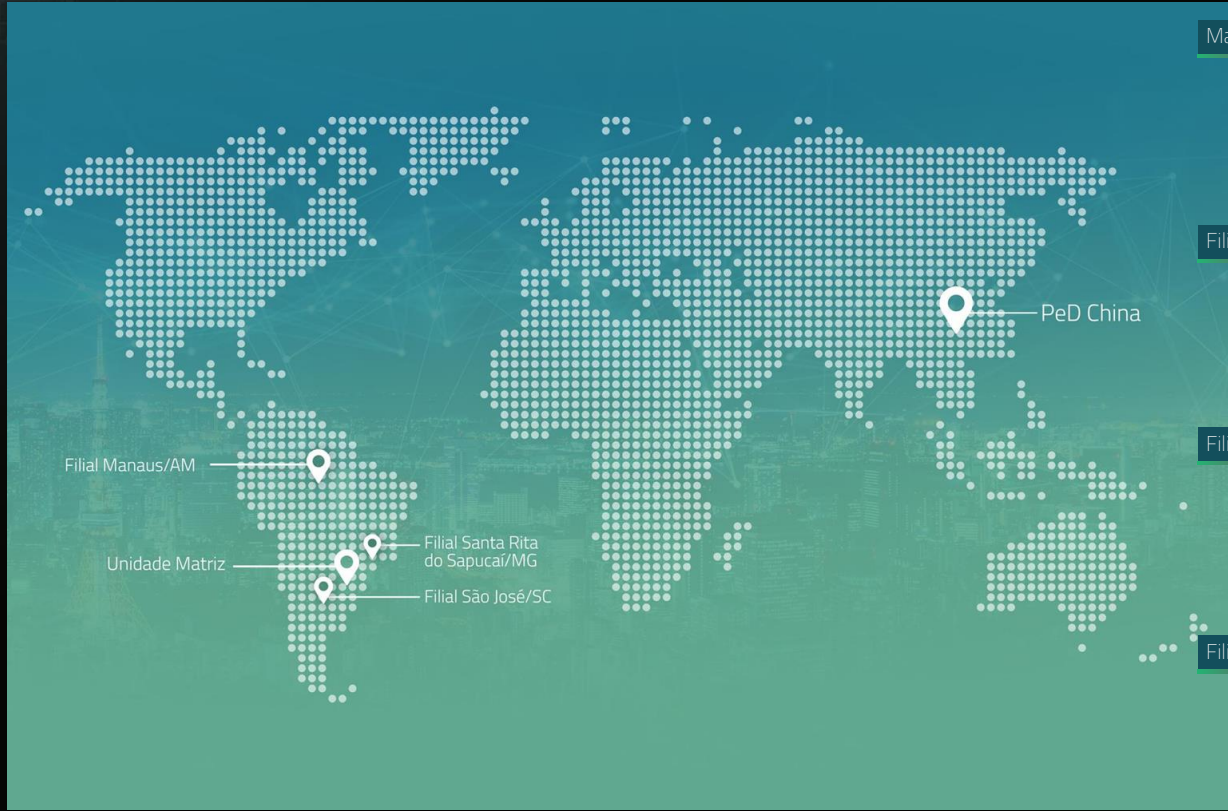 PeD China
Filial Manaus/AM
Filial Santa Rita
do Sapucaí/MG
Unidade Matriz
Filial São José/SC